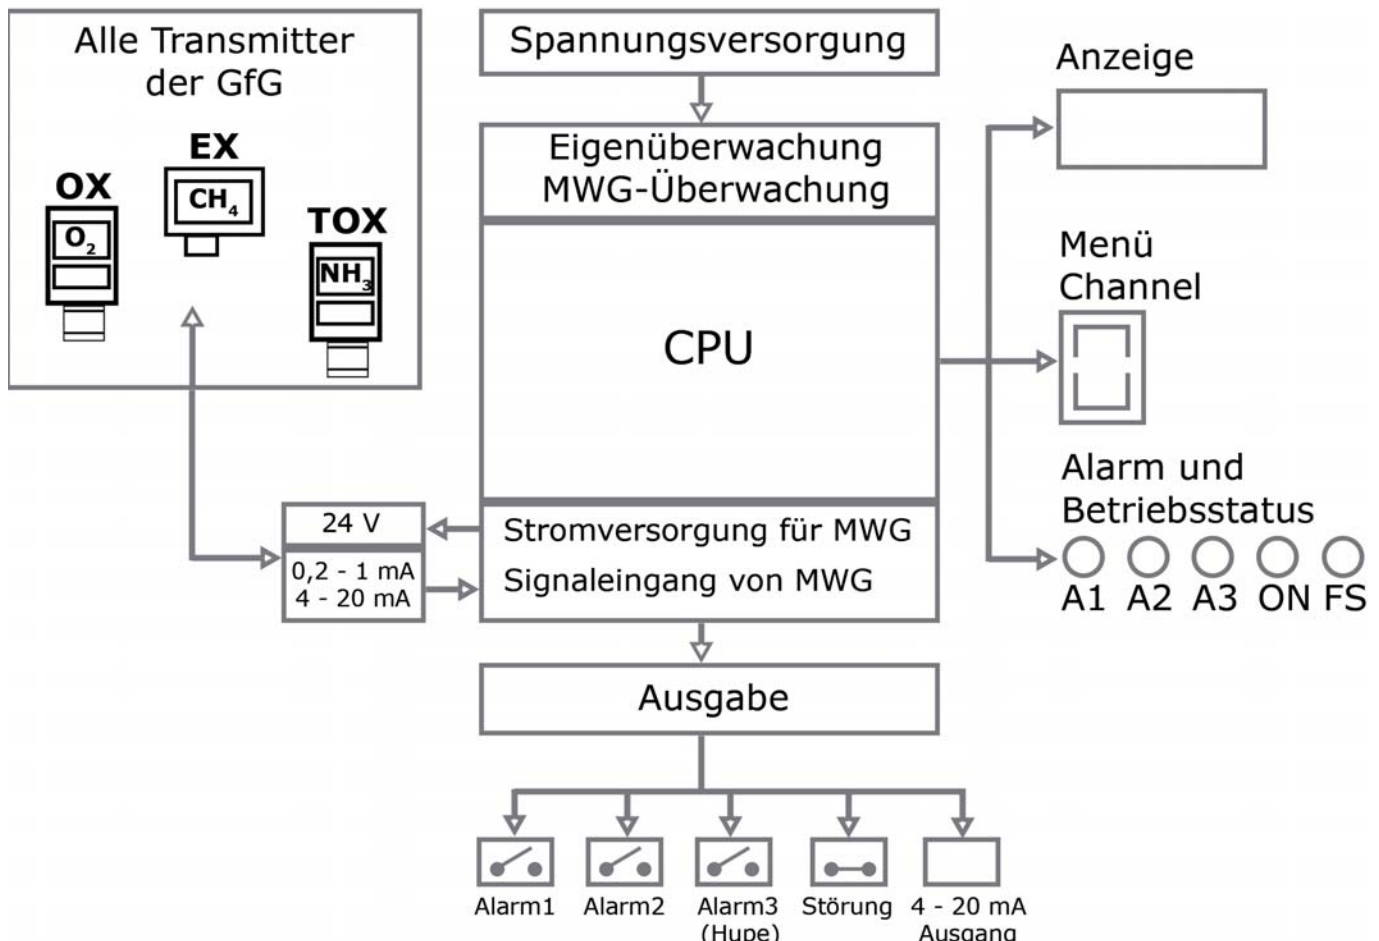 Alle Transmitter
der GfG
EX
CH₄
OX
O₂
TOX
NH₃
Spannungsversorgung
Eigenüberwachung
MWG-Überwachung
CPU
24 V
0,2 - 1 mA
4 - 20 mA
Stromversorgung für MWG
Signaleingang von MWG
Anzeige
Menü
Channel
Alarm und
Betriebsstatus
A1 A2 A3 ON FS
Ausgabe
Alarm1
Alarm2
Alarm3
(Hupe)
Störung
4 - 20 mA
Ausgang